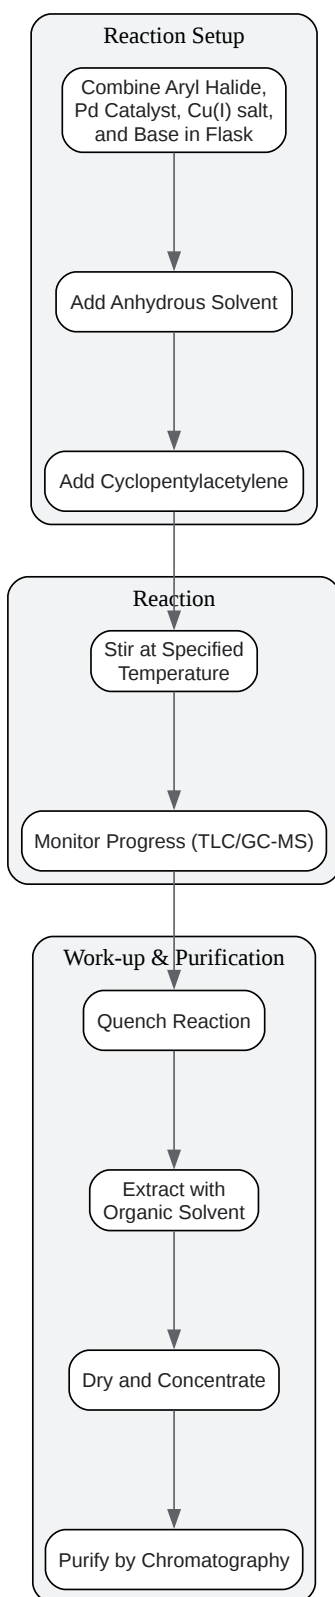 Reaction Setup
Combine Aryl Halide,
Pd Catalyst, Cu(I) salt,
and Base in Flask
Add Anhydrous Solvent
Add Cyclopentylacetylene
Reaction
Stir at Specified
Temperature
Monitor Progress (TLC/GC-MS)
Work-up & Purification
Quench Reaction
Extract with
Organic Solvent
Dry and Concentrate
Purify by Chromatography